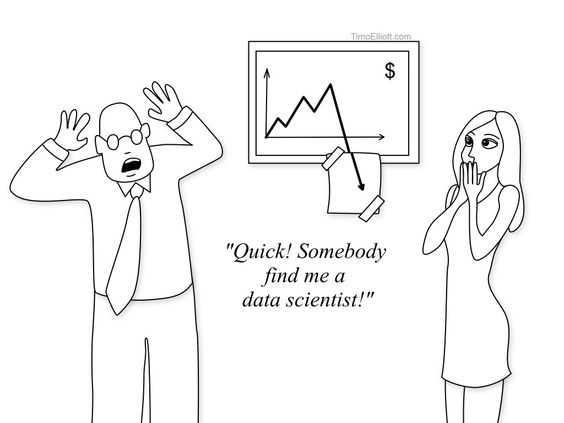 TimoElliott.com
$
"Quick! Somebody
find me a
data scientist!"